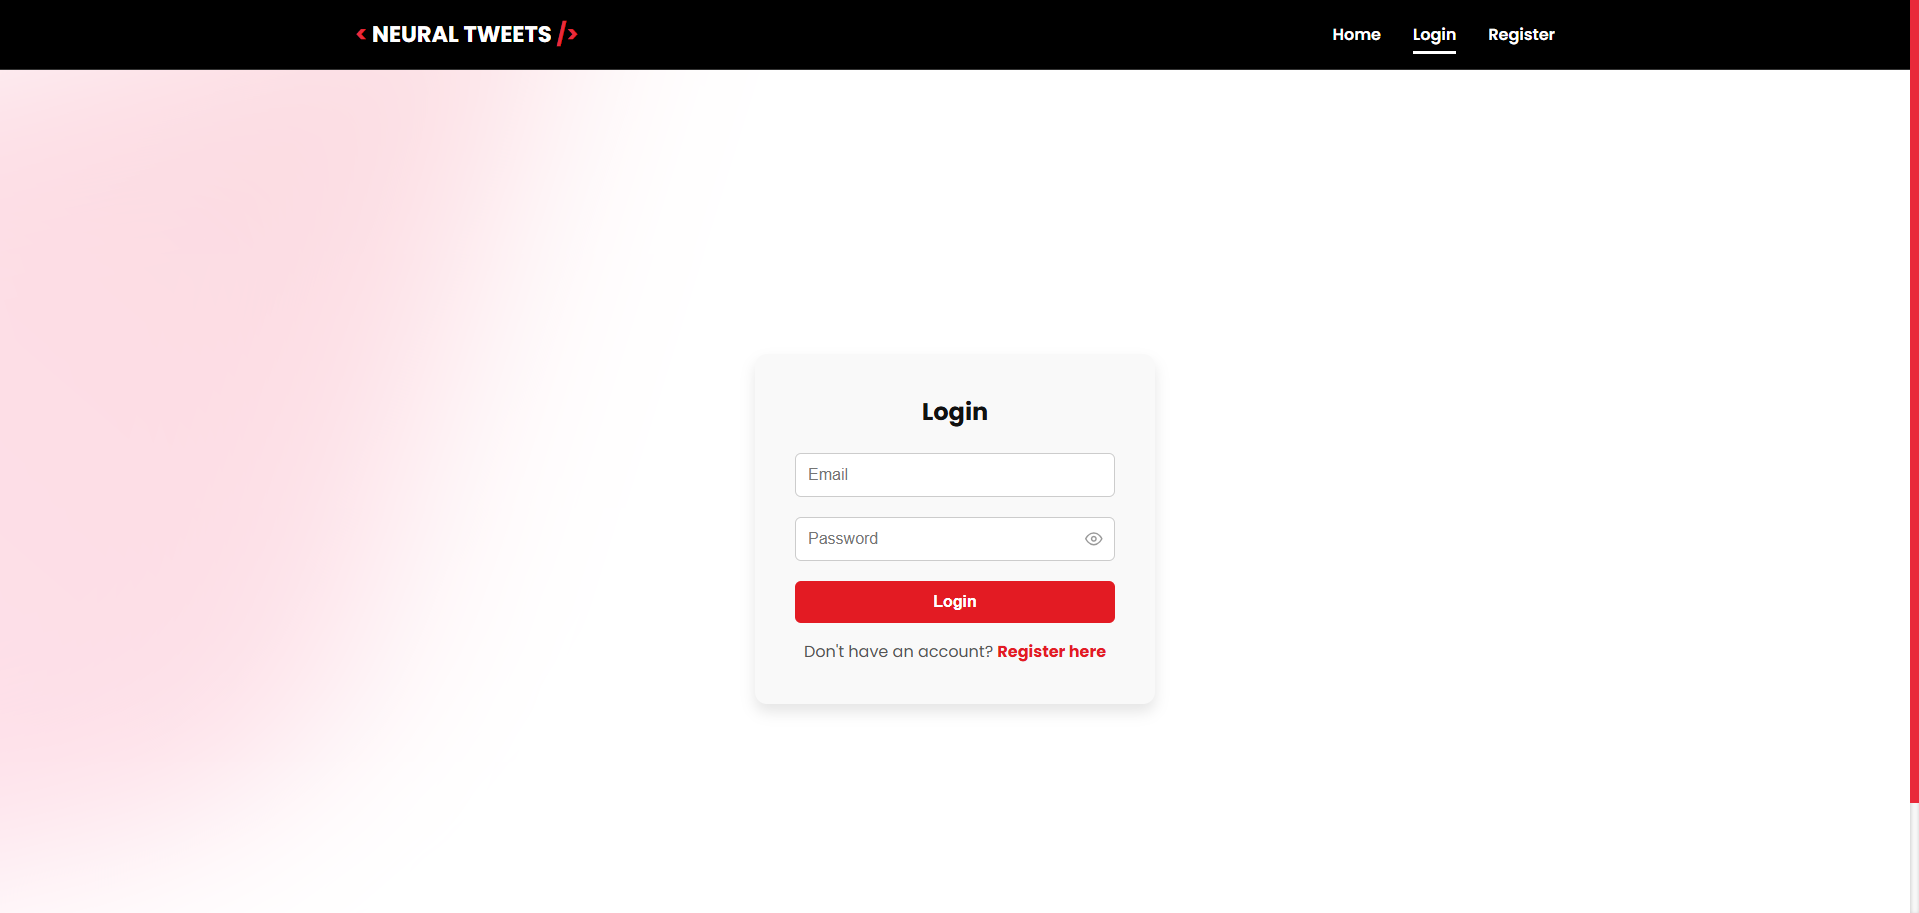 < NEURAL TWEETS />
Home Login Register
Login
Email
Password
Login
Don't have an account? Register here